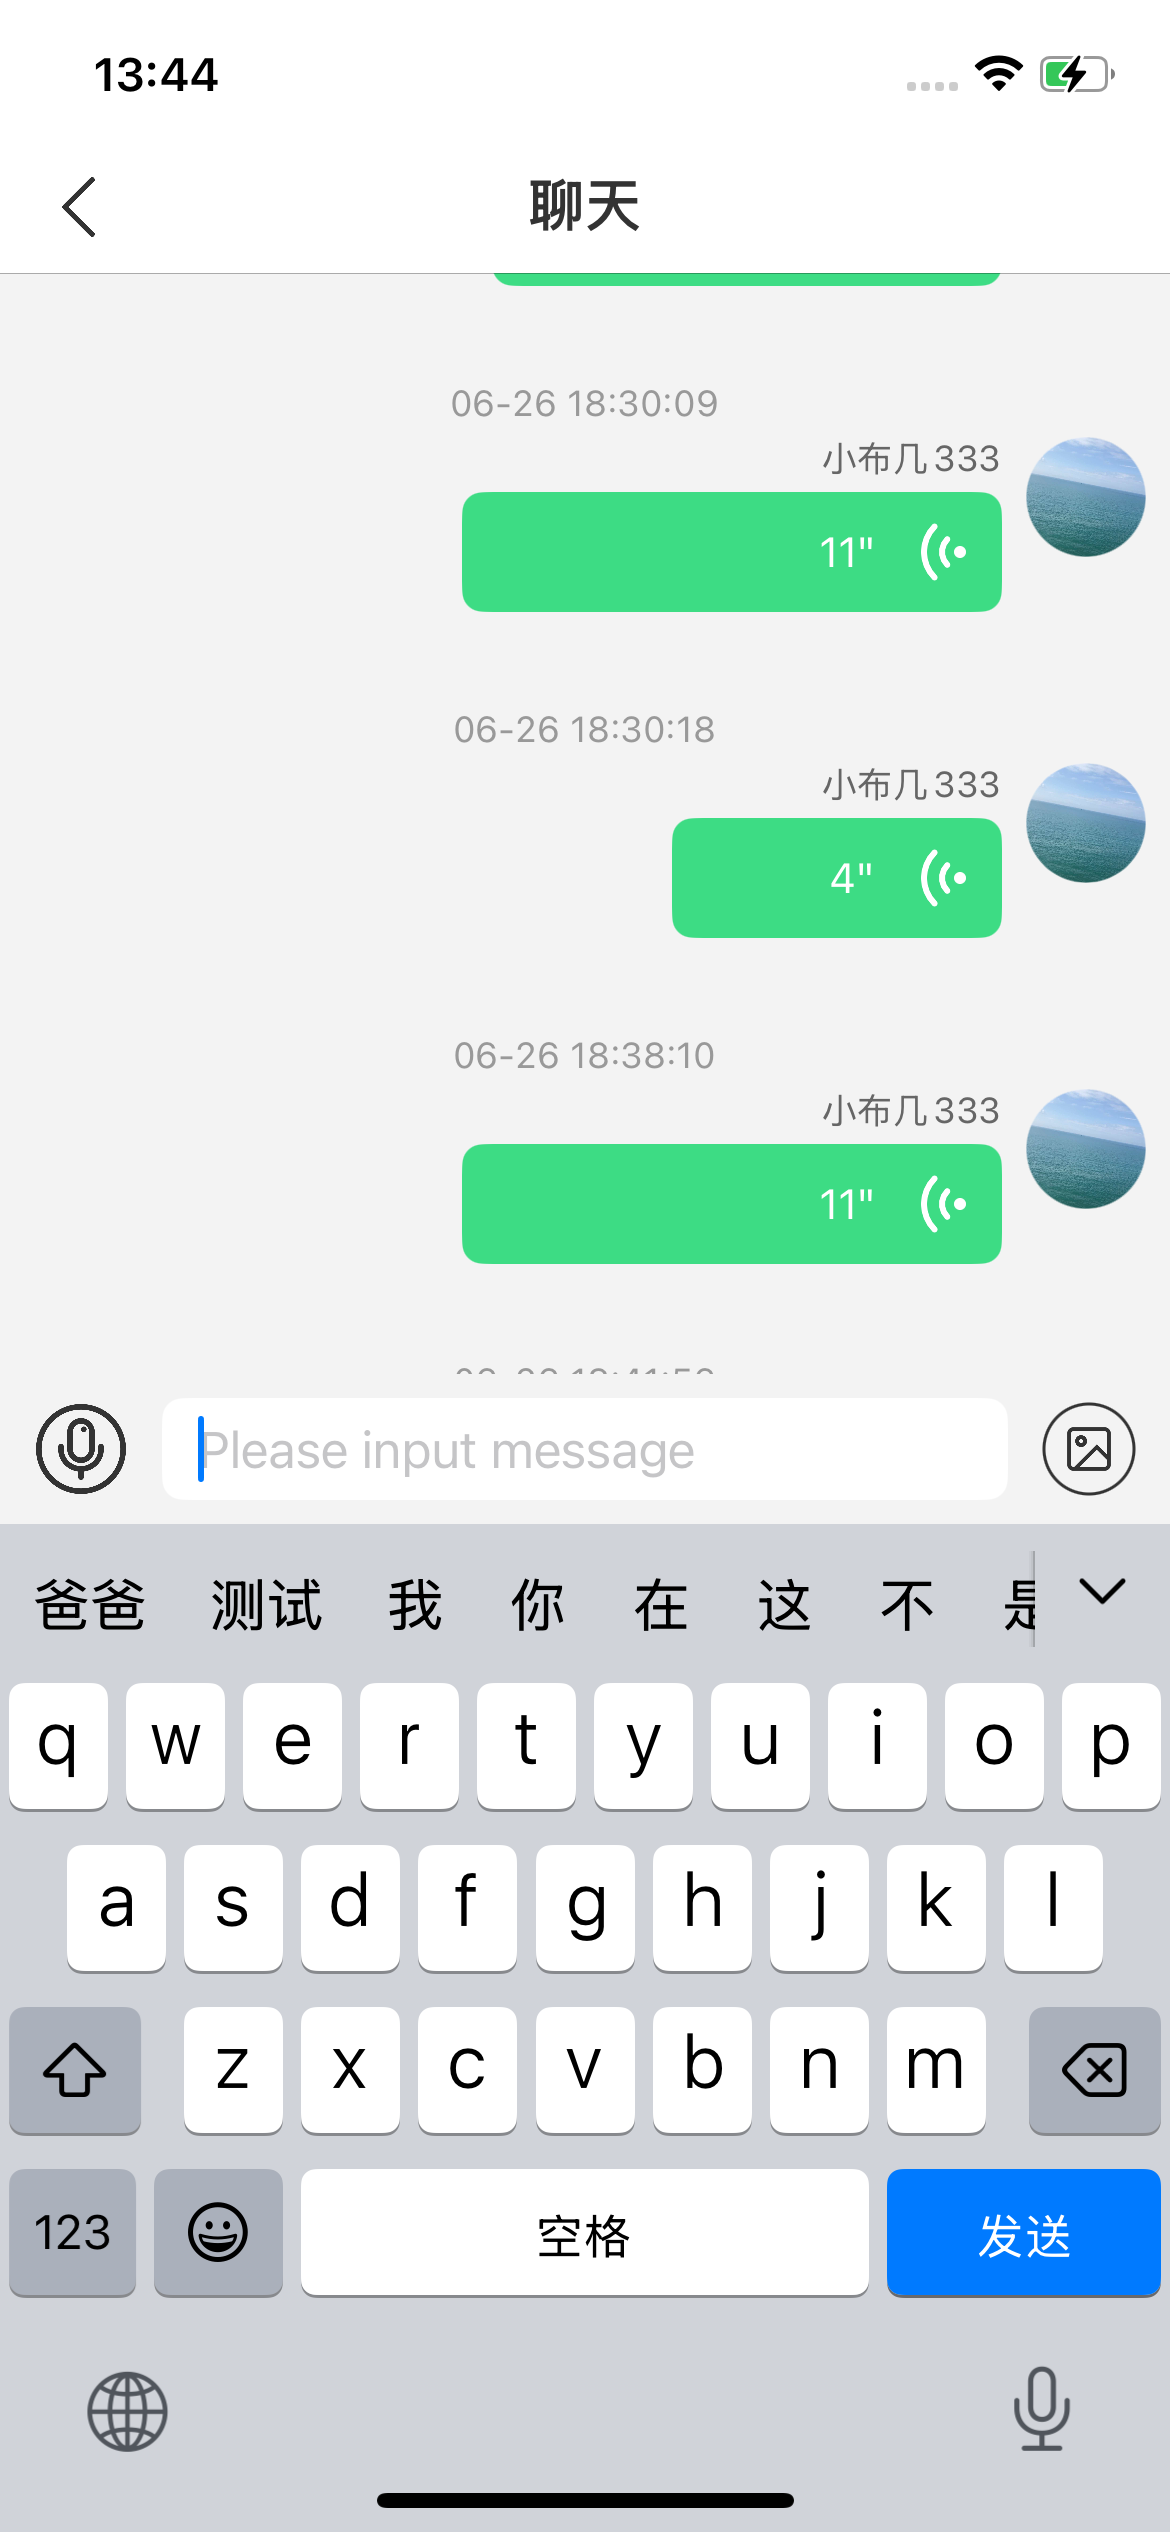 13:44
聊天
06-26 18:30:09
小布几333
11"
06-26 18:30:18
小布几333
4"
06-26 18:38:10
小布几333
11"
Please input message
爸爸 测试 我 你 在 这 不 是
q w e r t y u i o p
a s d f g h j k l
z x c v b n m
123 空格 发送